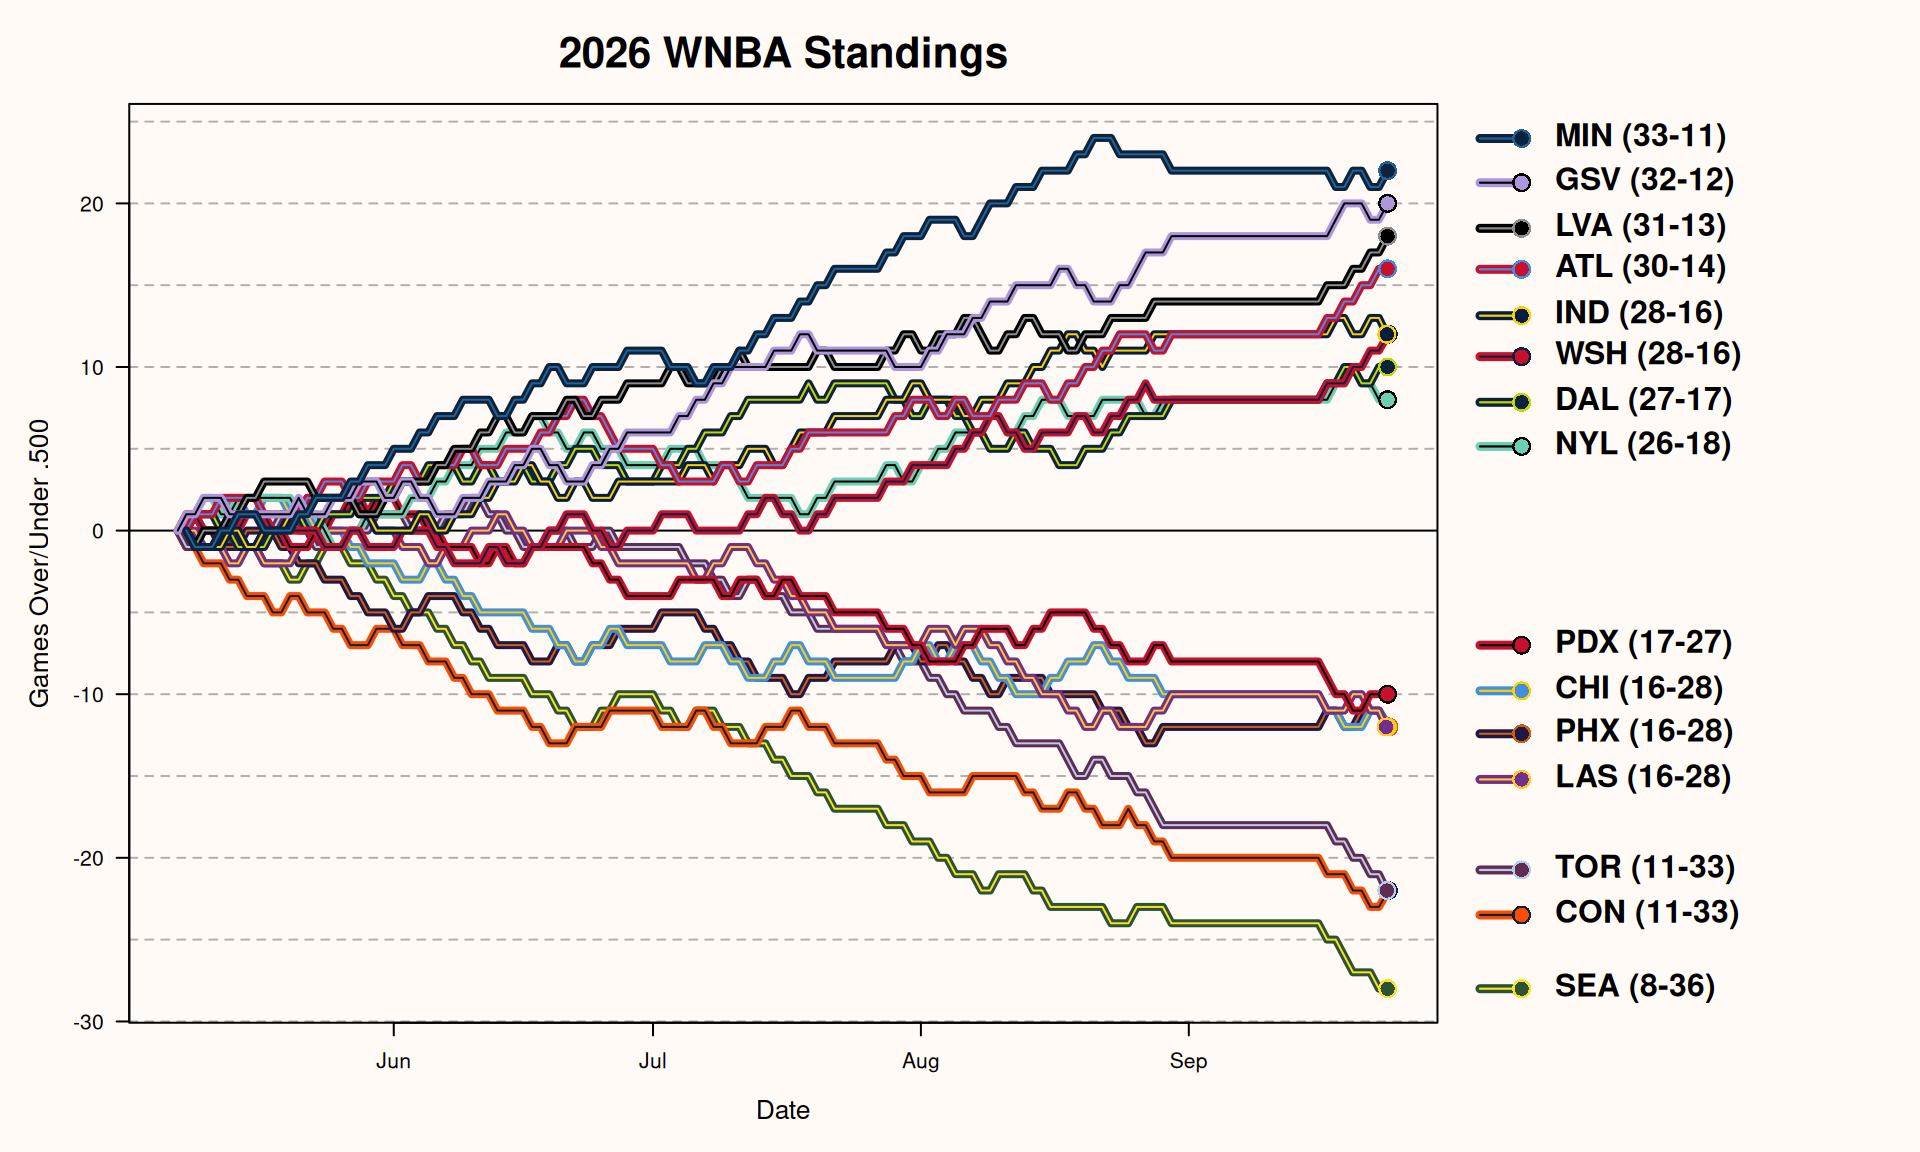 2026 WNBA Standings
MIN (33-11)
GSV (32-12)
LVA (31-13)
ATL (30-14)
IND (28-16)
WSH (28-16)
DAL (27-17)
NYL (26-18)
PDX (17-27)
CHI (16-28)
PHX (16-28)
LAS (16-28)
TOR (11-33)
CON (11-33)
SEA (8-36)
Games Over/Under .500
20
10
0
-10
-20
-30
Jun Jul Aug Sep
Date